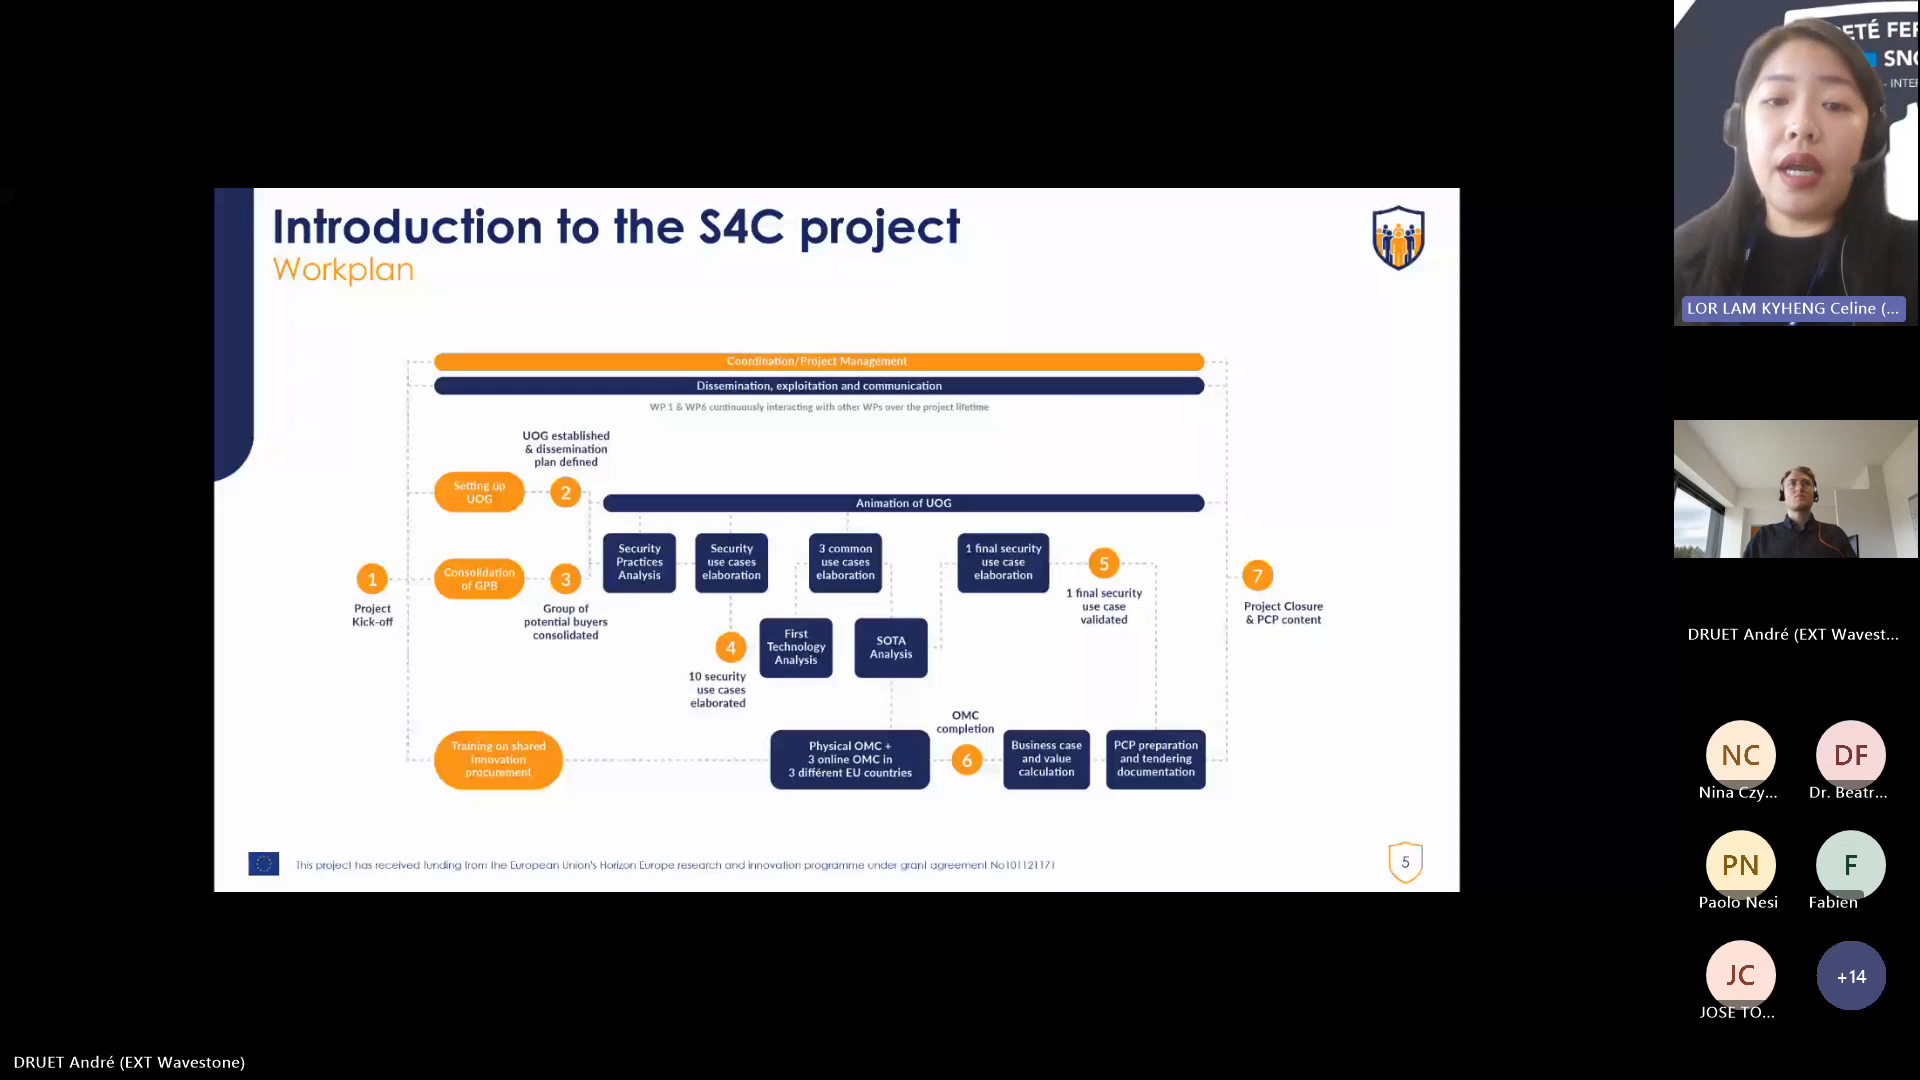 Introduction to the S4C project
Workplan
Coordination/Project Management
Dissemination, exploitation and communication
WP 1 & WP6 continuously interacting with other WPs over the project lifetime
UOG established
& dissemination
plan defined
Setting up
UOG
2
Animation of UOG
Security
Practices
Analysis
Security
use cases
elaboration
3 common
use cases
elaboration
1 final security
use case
elaboration
5
1 final security
use case
validated
1
Project
Kick-off
Consolidation
of GPB
3
Group of
potential buyers
consolidated
7
Project Closure
& PCP content
4
10 security
use cases
elaborated
First
Technology
Analysis
SOTA
Analysis
Training on shared
innovation
procurement
Physical OMC +
3 online OMC in
3 différent EU countries
OMC
completion
6
Business case
and value
calculation
PCP preparation
and tendering
documentation
This project has received funding from the European Union's Horizon Europe research and innovation programme under grant agreement No101121171
5
ETÉ FER
SNC
- INTER
LOR LAM KYHENG Celine (...
DRUET André (EXT Wavest...
NC
Nina Czy...
DF
Dr. Beatr...
PN
Paolo Nesi
F
Fabien
JC
JOSE TO...
+14
DRUET André (EXT Wavestone)